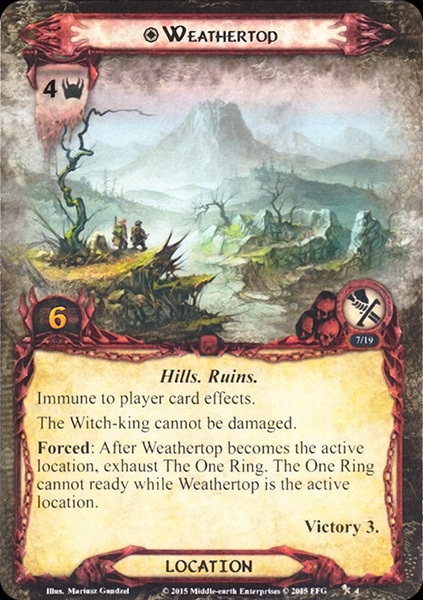 WEATHERTOP
4
6
7/19
Hills. Ruins.
Immune to player card effects.
The Witch-king cannot be damaged.
Forced: After Weathertop becomes the active
location, exhaust The One Ring. The One Ring
cannot ready while Weathertop is the active
location.
Victory 3.
LOCATION
Illus. Mariusz Gandzel © 2015 Middle-earth Enterprises © 2015 FFG 4